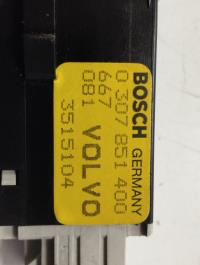 BOSCH GERMANY
0 307 851 400
667
081 VOLVO
3515104